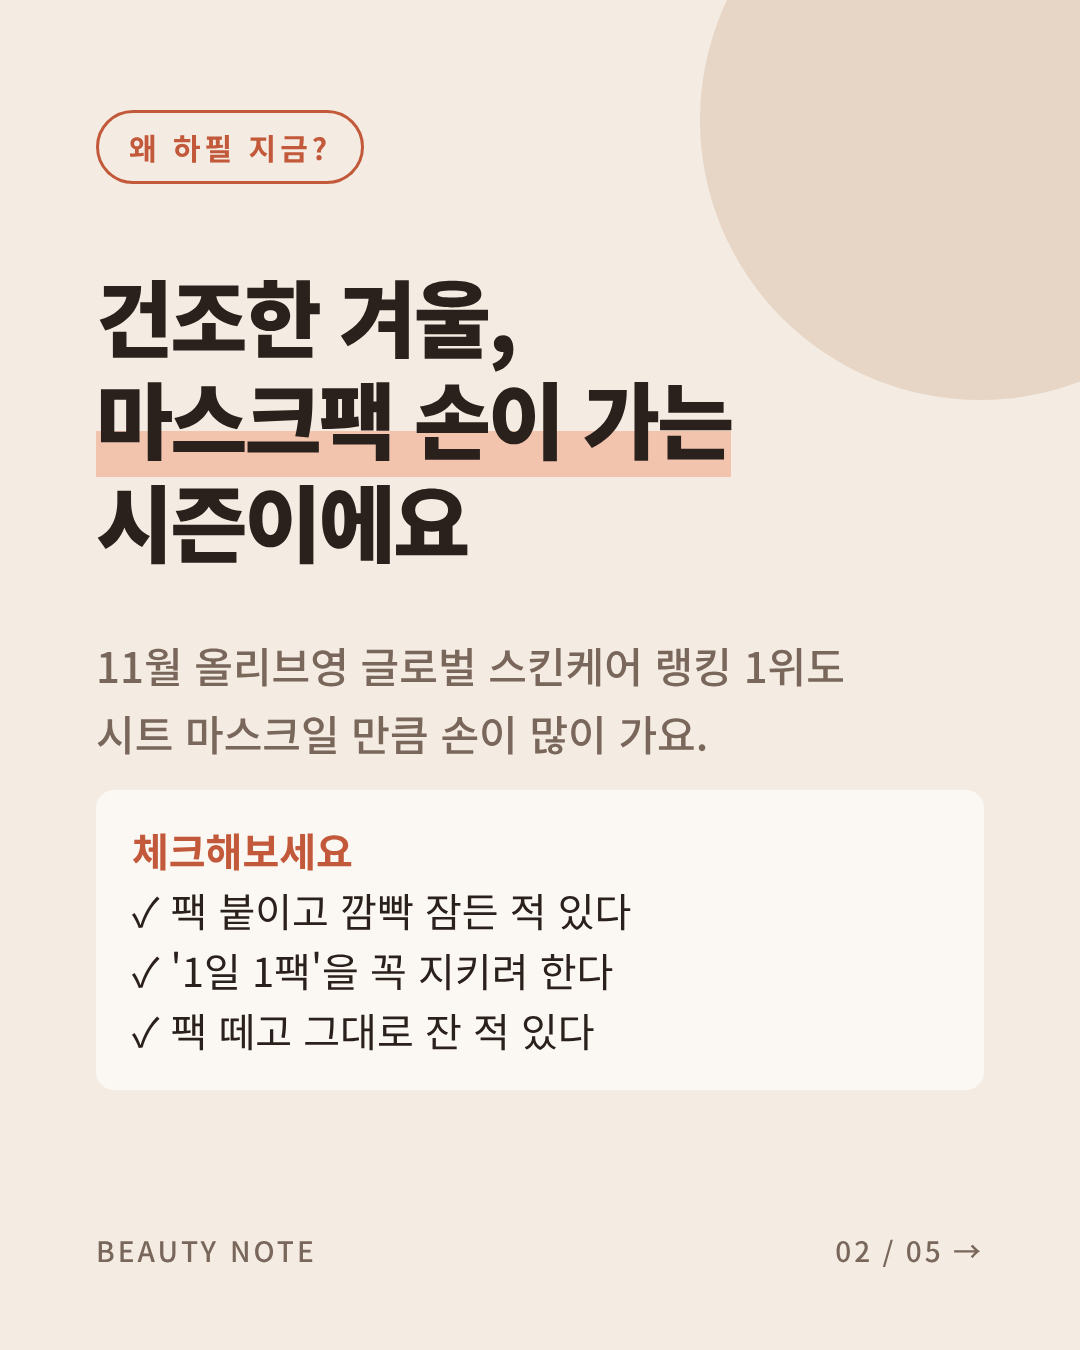 왜 하필 지금?
건조한 겨울,
마스크팩 손이 가는
시즌이에요
11월 올리브영 글로벌 스킨케어 랭킹 1위도
시트 마스크일 만큼 손이 많이 가요.
체크해보세요
✓ 팩 붙이고 깜빡 잠든 적 있다
✓ '1일 1팩'을 꼭 지키려 한다
✓ 팩 떼고 그대로 잔 적 있다
BEAUTY NOTE
02 / 05 →